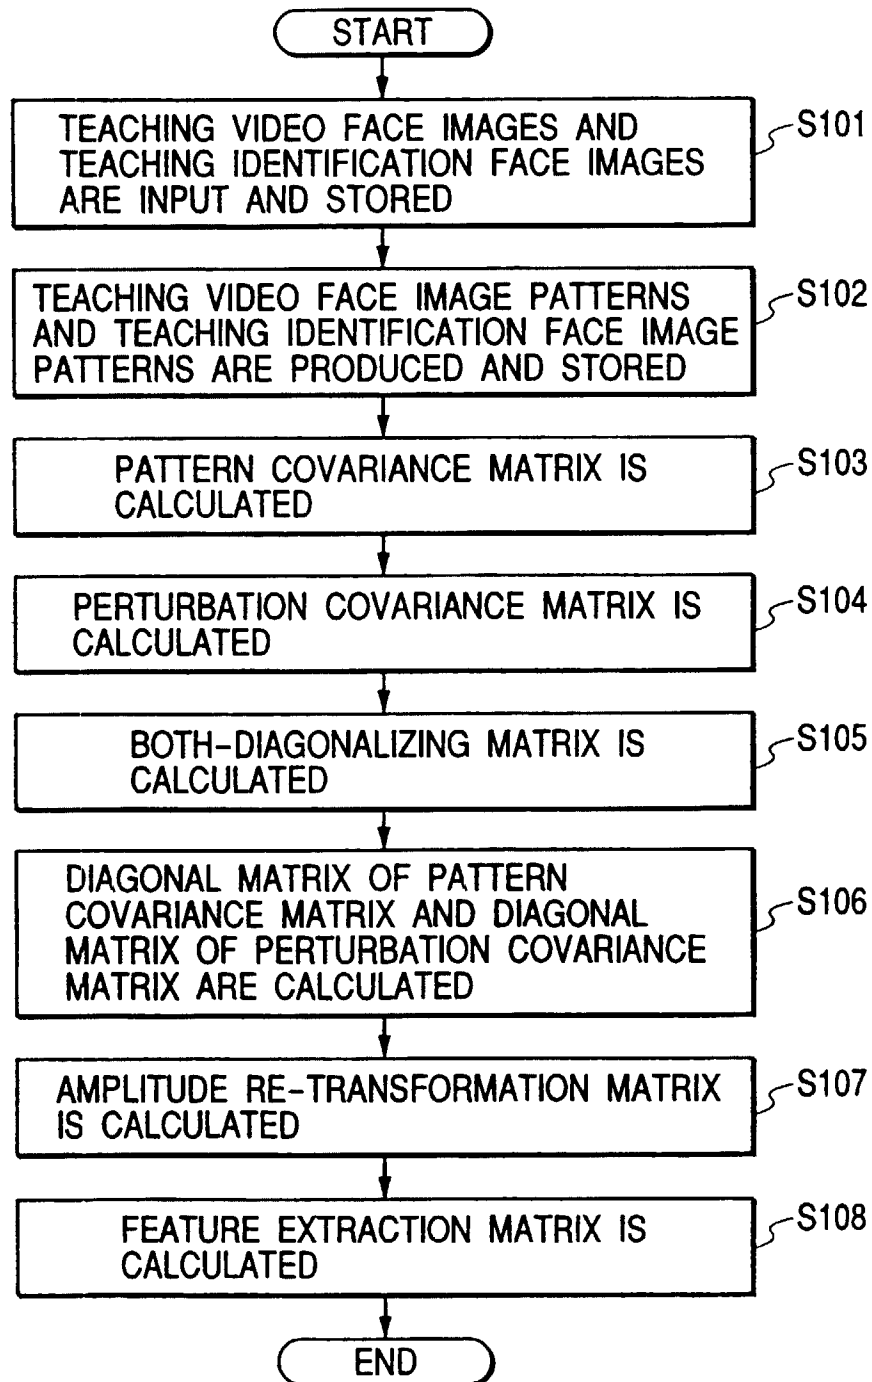 START
TEACHING VIDEO FACE IMAGES AND
TEACHING IDENTIFICATION FACE IMAGES
ARE INPUT AND STORED
S101
TEACHING VIDEO FACE IMAGE PATTERNS
AND TEACHING IDENTIFICATION FACE IMAGE
PATTERNS ARE PRODUCED AND STORED
S102
PATTERN COVARIANCE MATRIX IS
CALCULATED
S103
PERTURBATION COVARIANCE MATRIX IS
CALCULATED
S104
BOTH-DIAGONALIZING MATRIX IS
CALCULATED
S105
DIAGONAL MATRIX OF PATTERN
COVARIANCE MATRIX AND DIAGONAL
MATRIX OF PERTURBATION COVARIANCE
MATRIX ARE CALCULATED
S106
AMPLITUDE RE-TRANSFORMATION MATRIX
IS CALCULATED
S107
FEATURE EXTRACTION MATRIX IS
CALCULATED
S108
END